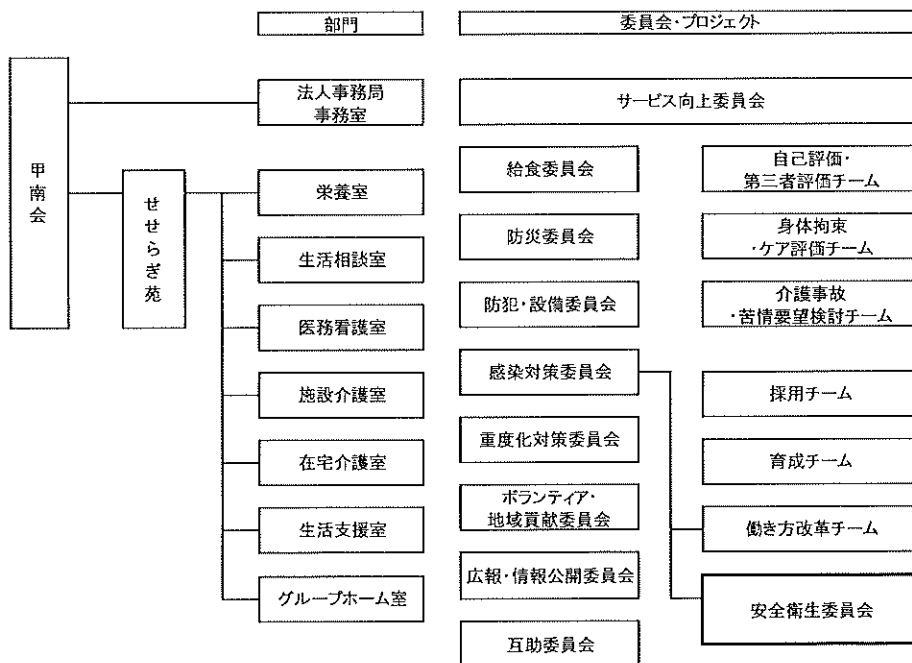 部門
委員会・プロジェクト
甲南会
せせらぎ苑
法人事務局
事務室
栄養室
生活相談室
医務看護室
施設介護室
在宅介護室
生活支援室
グループホーム室
サービス向上委員会
給食委員会
防災委員会
防犯・設備委員会
感染対策委員会
重度化対策委員会
ボランティア・
地域貢献委員会
広報・情報公開委員会
互助委員会
自己評価・
第三者評価チーム
身体拘束
・ケア評価チーム
介護事故
・苦情要望検討チーム
採用チーム
育成チーム
働き方改革チーム
安全衛生委員会